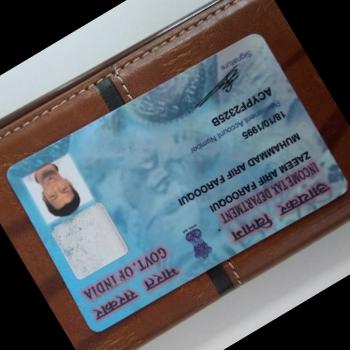 आयकर विभाग
INCOME TAX DEPARTMENT
भारत सरकार
GOVT. OF INDIA
ZAEEM ARIF FAROOQUI
MUHAMMAD ARIF FAROOQUI
18/10/1995
Permanent Account Number
ACYPF2325B
Signature